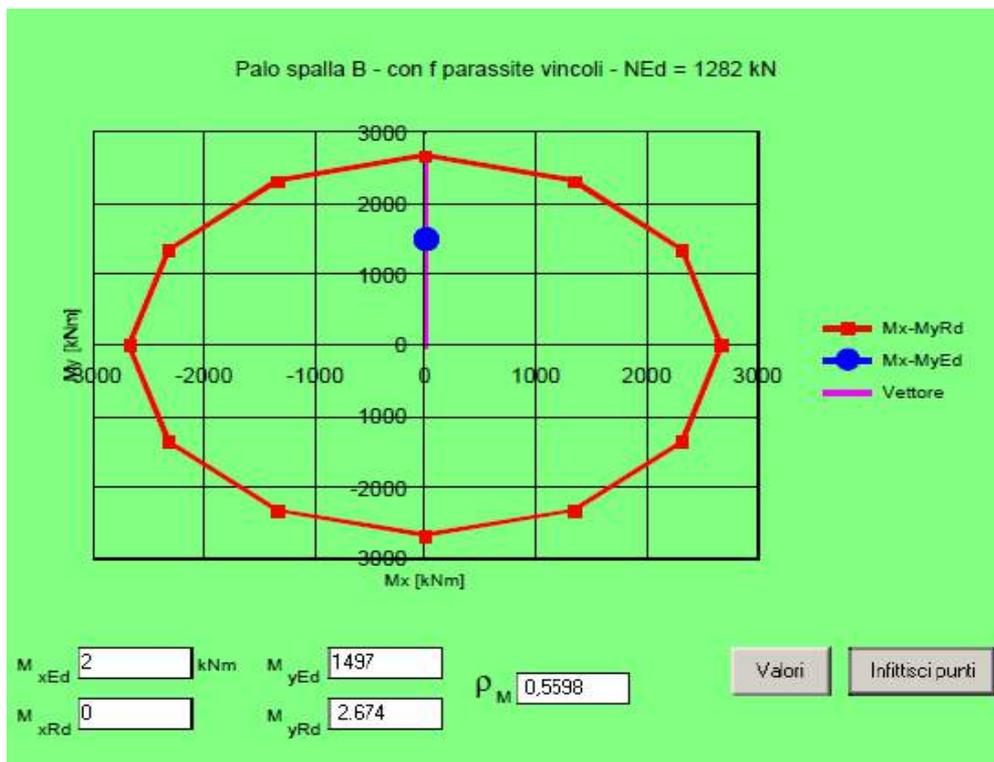 Palo spalla B - con f parassite vincoli - NEd = 1282 kN
3000
2000
1000
0
-3000 -2000 -1000 0 1000 2000 3000
1000
-2000
3000
My [kNm]
Mx [kNm]
Mx-MyRd
Mx-MyEd
Vettore
M xEd 2 kNm M yEd 1497
M xRd 0 M yRd 2.674
ρ M 0,5598
Valori
Infittisci punti